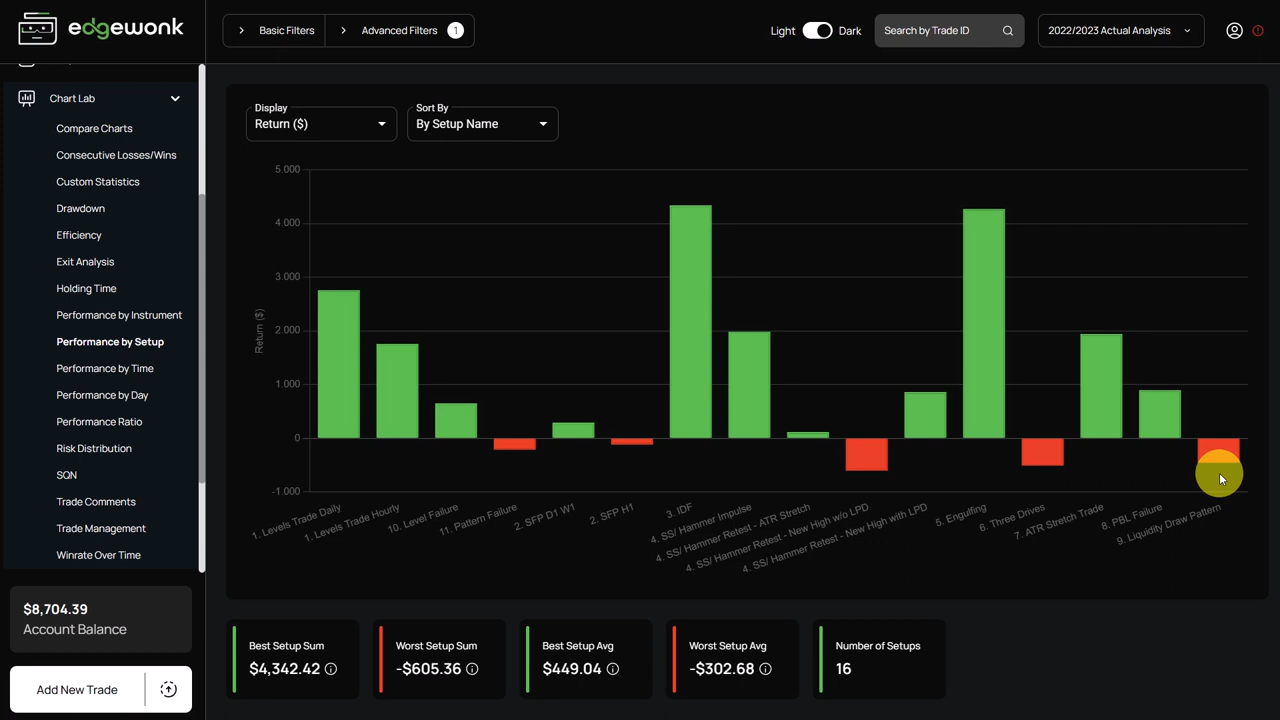 edgewonk
Basic Filters
Advanced Filters 1
Light
Dark
Search by Trade ID
2022/2023 Actual Analysis
Chart Lab
Compare Charts
Consecutive Losses/Wins
Custom Statistics
Drawdown
Efficiency
Exit Analysis
Holding Time
Performance by Instrument
Performance by Setup
Performance by Time
Performance by Day
Performance Ratio
Risk Distribution
SQN
Trade Comments
Trade Management
Winrate Over Time
$8,704.39
Account Balance
Add New Trade
Display
Return ($)
Sort By
By Setup Name
Return ($)
5.000
4.000
3.000
2.000
1.000
0
-1.000
1. Levels Trade Daily
1. Levels Trade Hourly
10. Level Failure
11. Pattern Failure
2. SFP D1 W1
2. SFP H1
3. IDF
4. SS/ Hammer Impulse
4. SS/ Hammer Retest - ATR Stretch
4. SS/ Hammer Retest - New High w/o LPD
4. SS/ Hammer Retest - New High with LPD
5. Engulfing
6. Three Drives
7. ATR Stretch Trade
8. PBL Failure
9. Liquidity Draw Pattern
Best Setup Sum
$4,342.42
Worst Setup Sum
-$605.36
Best Setup Avg
$449.04
Worst Setup Avg
-$302.68
Number of Setups
16